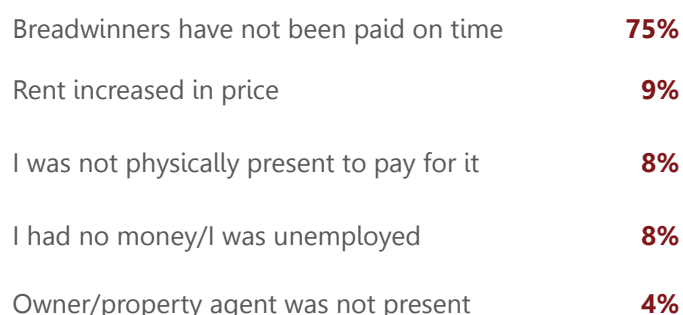 Breadwinners have not been paid on time 75%
Rent increased in price 9%
I was not physically present to pay for it 8%
I had no money/I was unemployed 8%
Owner/property agent was not present 4%